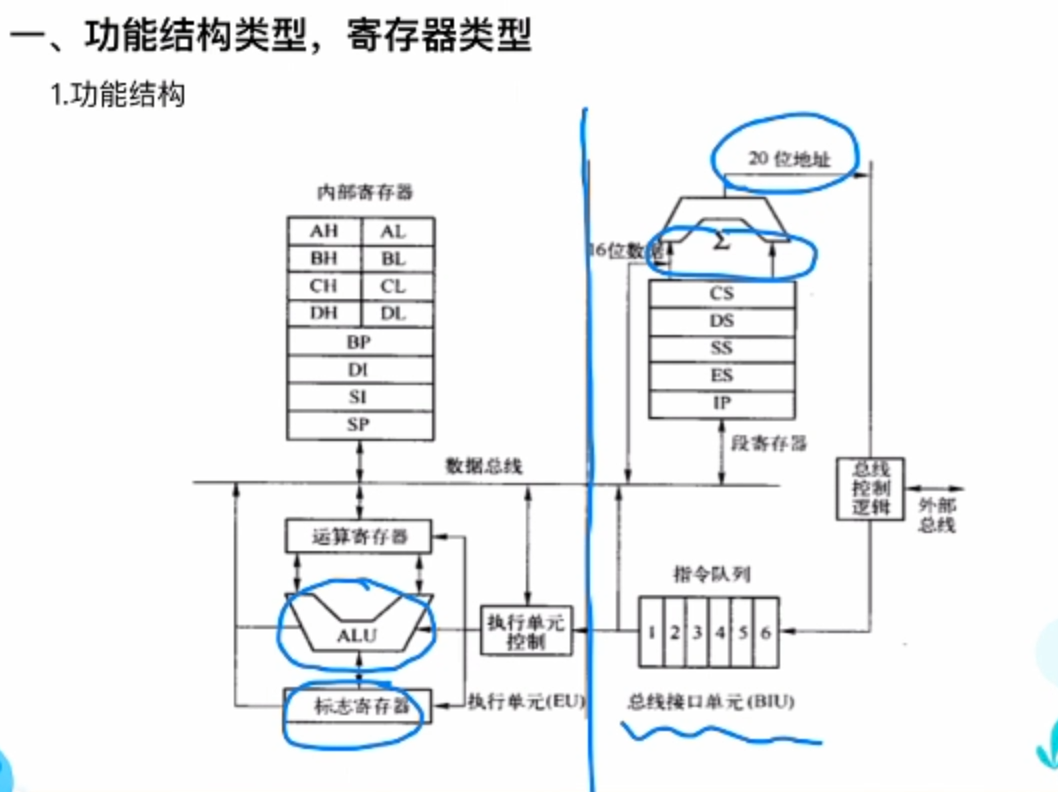 一、功能结构类型，寄存器类型
1.功能结构
20 位地址
内部寄存器
AH AL
BH BL
CH CL
DH DL
BP
DI
SI
SP
16位数据
Σ
CS
DS
SS
ES
IP
段寄存器
数据总线
总线
控制
逻辑
外部
总线
运算寄存器
指令队列
ALU
执行单元
控制
1 2 3 4 5 6
标志寄存器
执行单元(EU)
总线接口单元(BIU)